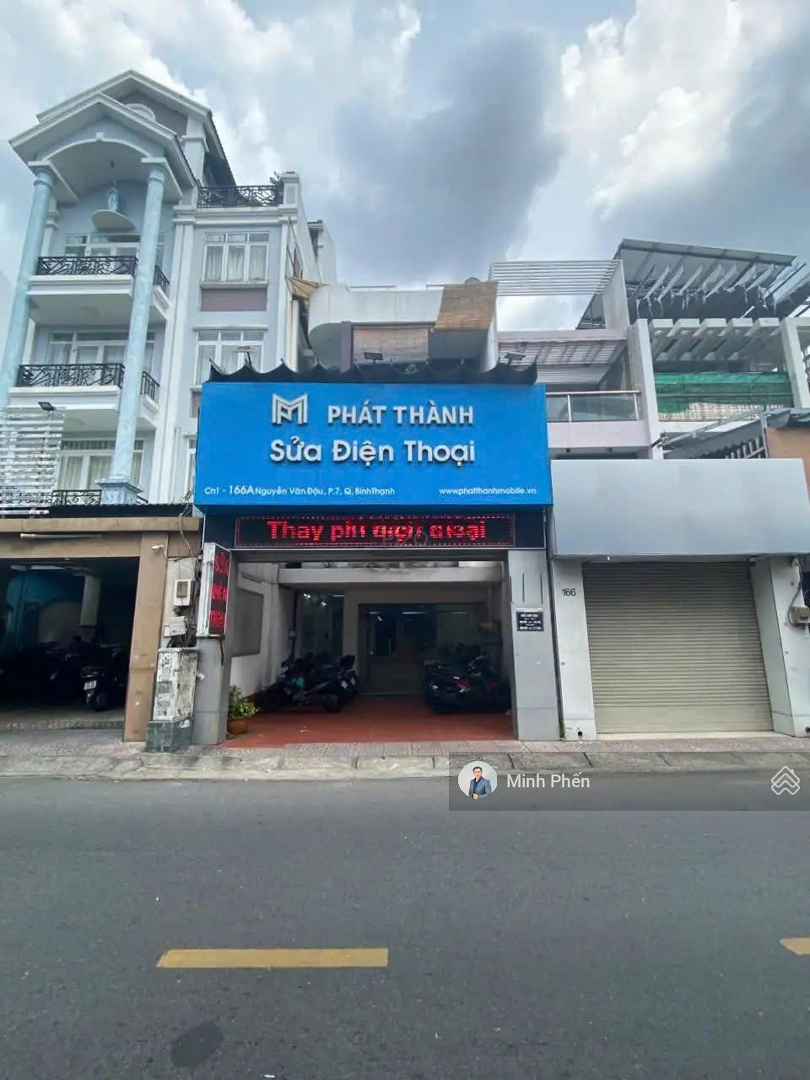 M PHÁT THÀNH
Sửa Điện Thoại
Cn1 - 166A Nguyễn Văn Đậu, P.7, Q. Bình Thạnh
www.phatthanhmobile.vn
Thay
166
Minh Phến